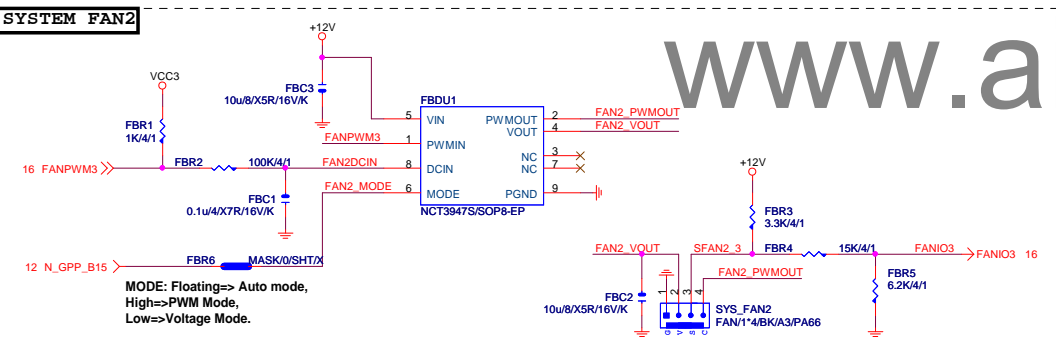 SYSTEM FAN2
www.a
+12V
VCC3
FBC3
10u/8/X5R/16V/K
FBDU1
5 VIN
PWMOUT 2 FAN2_PWMOUT
VOUT 4 FAN2_VOUT
FBR1
1K/4/1
FANPWM3 1 PWMIN
NC 3
NC 7
16 FANPWM3
FBR2 100K/4/1 FAN2DCIN 8 DCIN
FBC1
0.1u/4/X7R/16V/K
FAN2_MODE 6 MODE
PGND 9
NCT3947S/SOP8-EP
+12V
FBR3
3.3K/4/1
12 N_GPP_B15
FBR6 MASK/0/SHT/X
FAN2_VOUT
SFAN2_3 FBR4 15K/4/1 FANIO3 16
FAN2_PWMOUT
FBR5
6.2K/4/1
MODE: Floating=> Auto mode,
High=>PWM Mode,
Low=>Voltage Mode.
FBC2
10u/8/X5R/16V/K
1 2 3 4
G V S C
SYS_FAN2
FAN/1*4/BK/A3/PA66